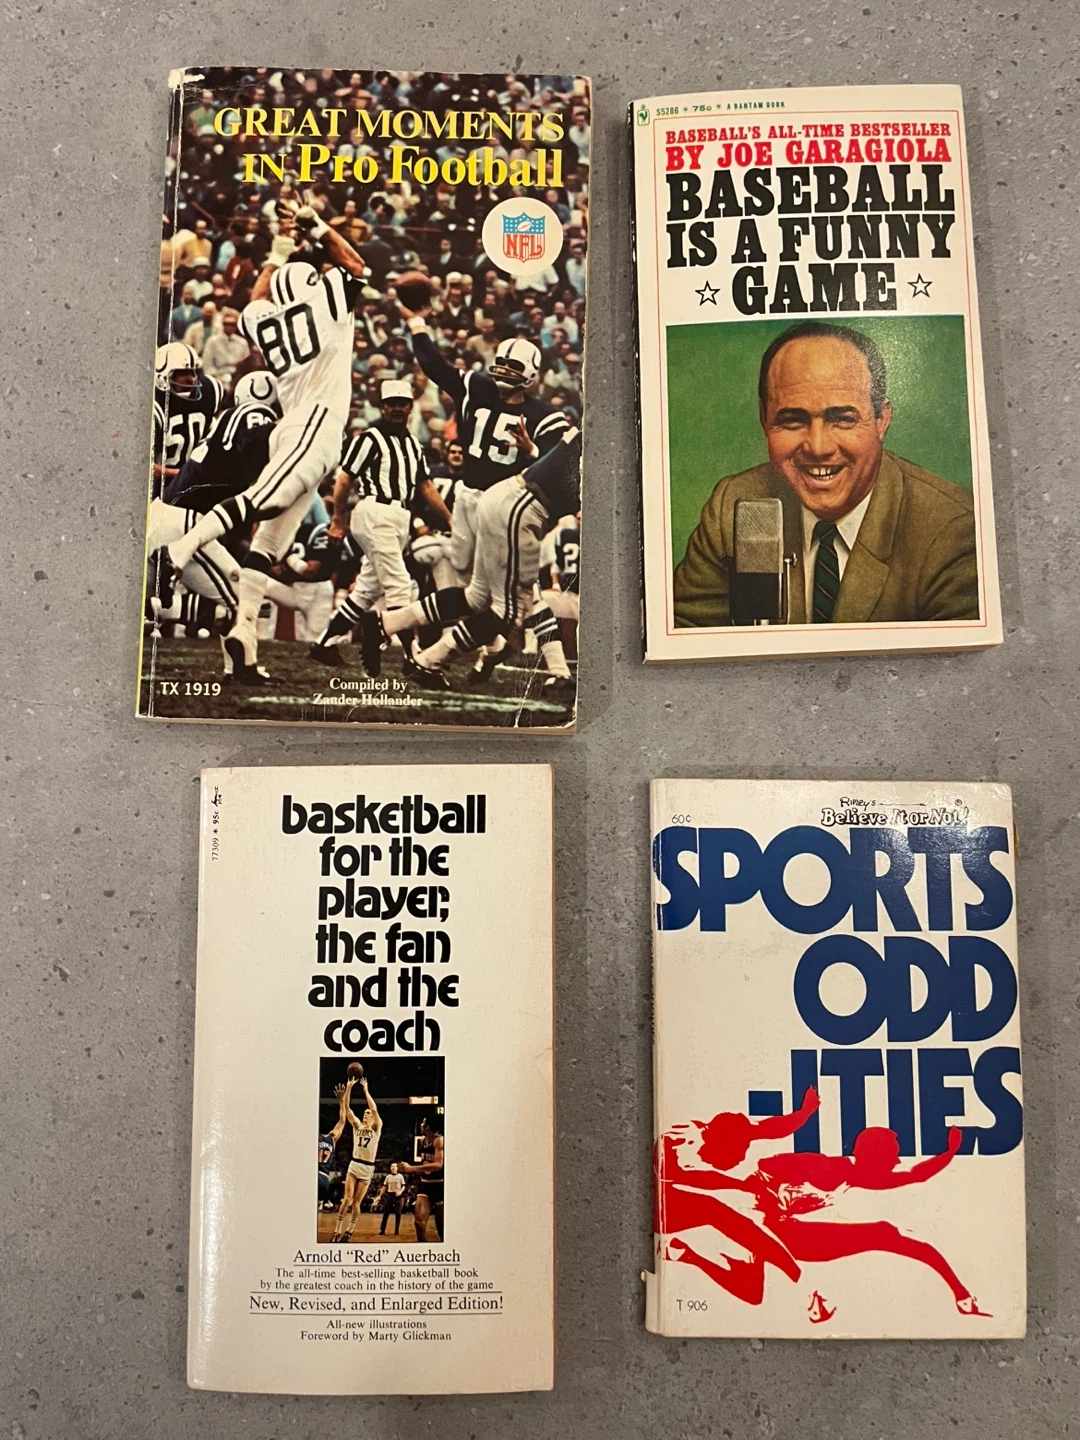 GREAT MOMENTS
IN Pro Football
NFL
80
50
15
2
TX 1919
Compiled by
Zander Hollander
S5286 * 75¢ * A BANTAM BOOK
BASEBALL'S ALL-TIME BESTSELLER
BY JOE GARAGIOLA
BASEBALL
IS A FUNNY
☆ GAME ☆
77309 * 95¢
basketball
for the
player,
the fan
and the
coach
17
Arnold "Red" Auerbach
The all-time best-selling basketball book
by the greatest coach in the history of the game
New, Revised, and Enlarged Edition!
All-new illustrations
Foreword by Marty Glickman
60¢
Ripley's
Believe It or Not! ®
SPORTS
ODD
-ITIES
T 906